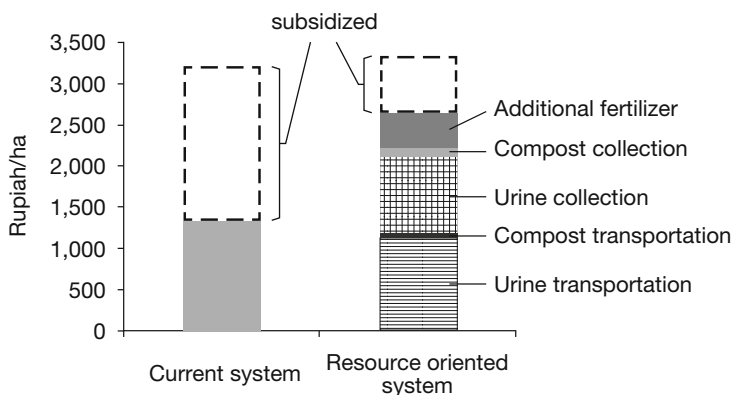 subsidized
Rupiah/ha
3,500
3,000
2,500
2,000
1,500
1,000
500
0
Additional fertilizer
Compost collection
Urine collection
Compost transportation
Urine transportation
Current system
Resource oriented
system